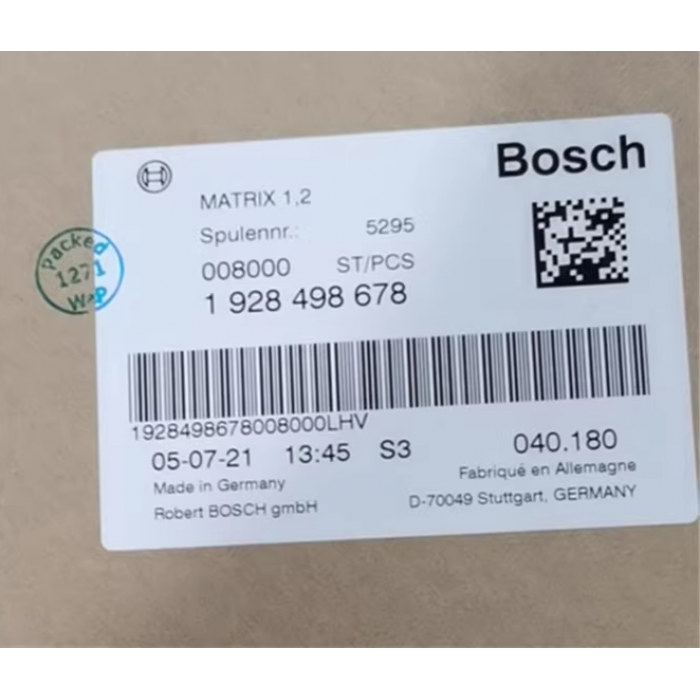 Bosch
MATRIX 1,2
Spulennr.: 5295
008000 ST/PCS
1 928 498 678
Packed
1271
W&P
1928498678008000LHV
05-07-21 13:45 S3 040.180
Made in Germany Fabriqué en Allemagne
Robert BOSCH gmbH D-70049 Stuttgart, GERMANY